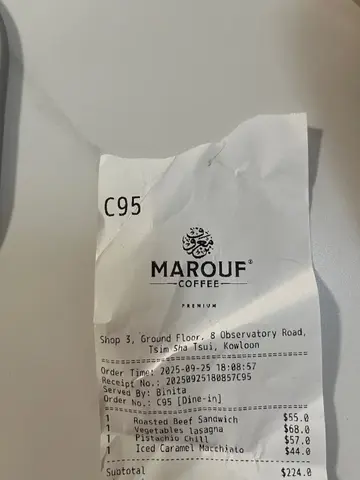 C95
معروف
MAROUF®
COFFEE
PREMIUM
Shop 3, Ground Floor, 8 Observatory Road,
Tsim Sha Tsui, Kowloon
Order Time: 2025-09-25 18:08:57
Receipt No.: 20250925180857C95
Served By: Binita
Order No.: C95 [Dine-in]
1 Roasted Beef Sandwich $55.0
1 Vegetables lasagna $68.0
1 Pistachio Chill $57.0
1 Iced Caramel Macchiato $44.0
Subtotal $224.0